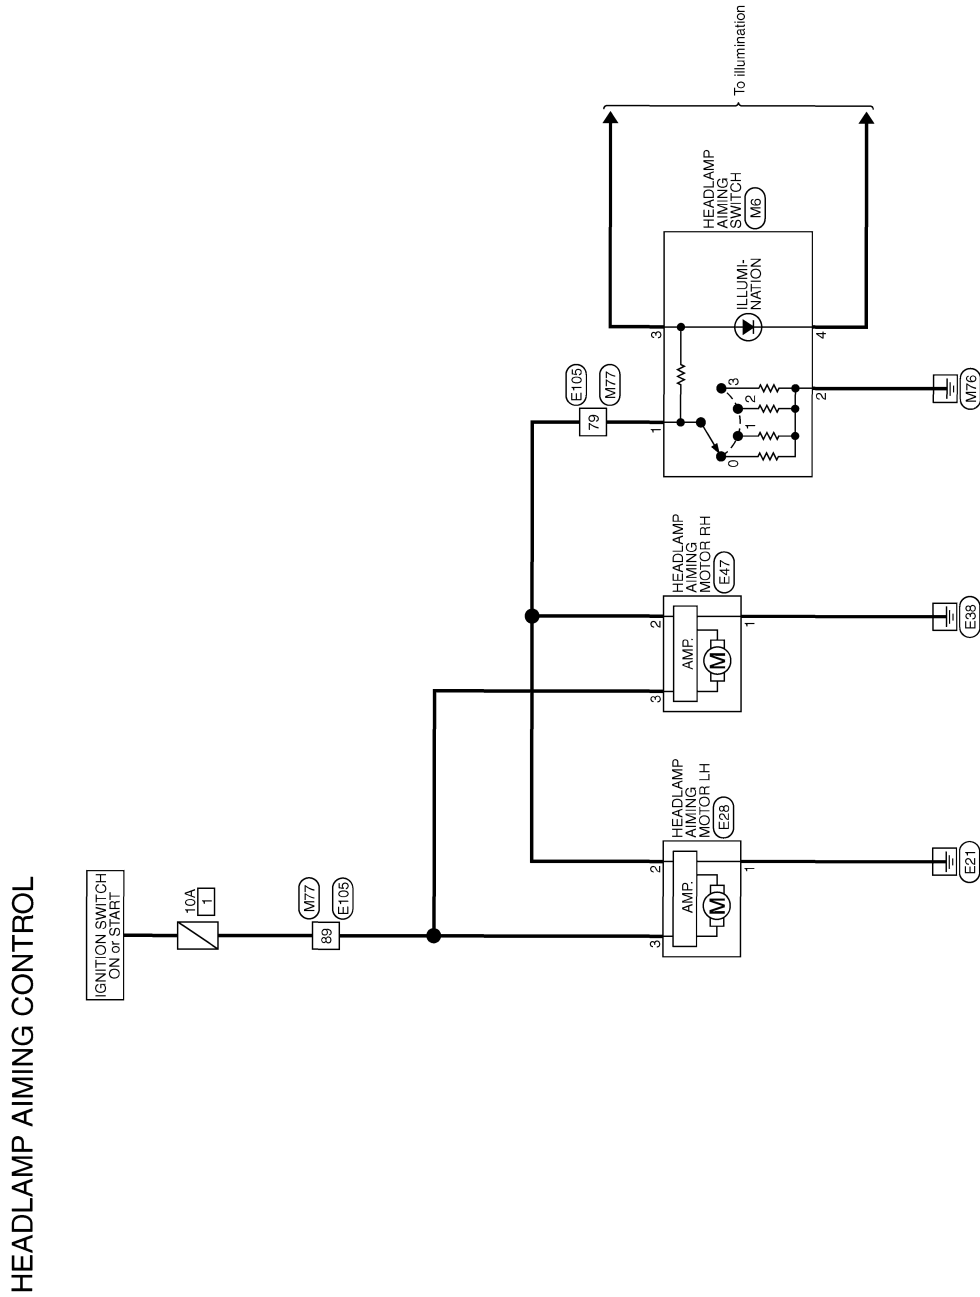 HEADLAMP AIMING CONTROL
IGNITION SWITCH
ON or START
10A
1
M77
89
E105
3
2
AMP.
M
1
HEADLAMP
AIMING
MOTOR LH
E28
E21
3
2
AMP.
M
1
HEADLAMP
AIMING
MOTOR RH
E47
E38
E105
79
M77
1
3
0
1
2
3
ILLUMI-
NATION
2
4
HEADLAMP
AIMING
SWITCH
M6
M76
To illumination